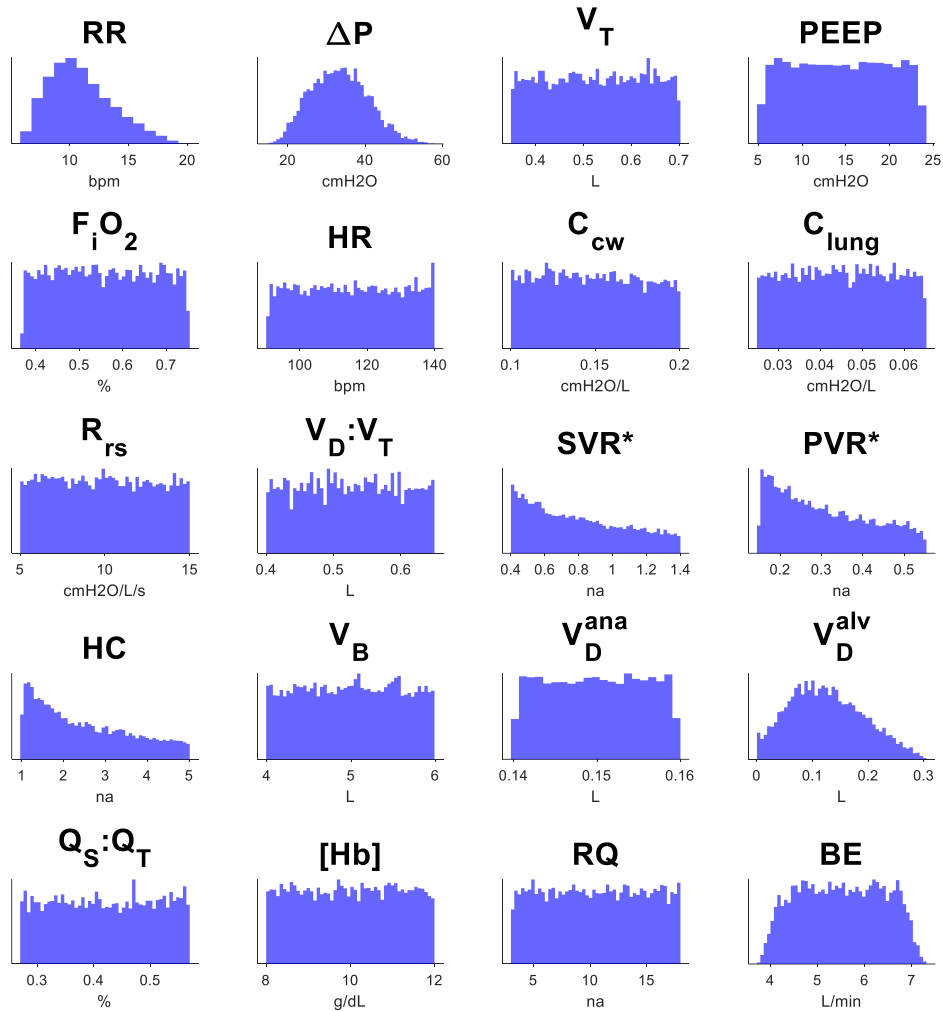 RR ΔP V_T PEEP
10 15 20 20 40 60 0.4 0.5 0.6 0.7 5 10 15 20 25
bpm cmH2O L cmH2O
F_iO_2 HR C_cw C_lung
0.4 0.5 0.6 0.7 100 120 140 0.1 0.15 0.2 0.03 0.04 0.05 0.06
% bpm cmH2O/L cmH2O/L
R_rs V_D:V_T SVR* PVR*
5 10 15 0.4 0.5 0.6 0.4 0.6 0.8 1 1.2 1.4 0.2 0.3 0.4 0.5
cmH2O/L/s L na na
HC V_B V_D^ana V_D^alv
1 2 3 4 5 4 5 6 0.14 0.15 0.16 0 0.1 0.2 0.3
na L L L
Q_S:Q_T [Hb] RQ BE
0.3 0.4 0.5 8 10 12 5 10 15 4 5 6 7
% g/dL na L/min